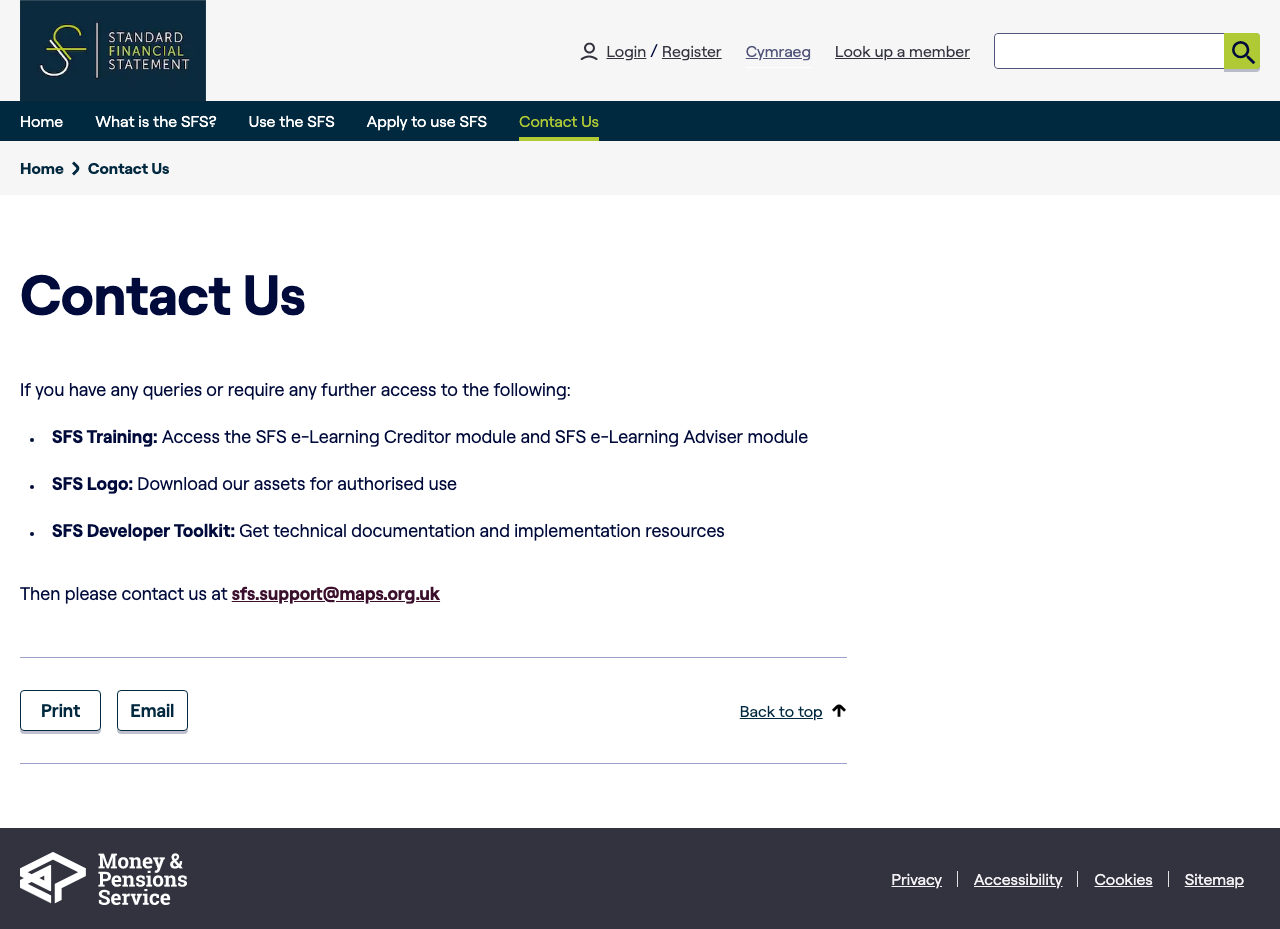 STANDARD
FINANCIAL
STATEMENT
Login / Register Cymraeg Look up a member
Home What is the SFS? Use the SFS Apply to use SFS Contact Us
Home Contact Us
Contact Us
If you have any queries or require any further access to the following:
• SFS Training: Access the SFS e-Learning Creditor module and SFS e-Learning Adviser module
• SFS Logo: Download our assets for authorised use
• SFS Developer Toolkit: Get technical documentation and implementation resources
Then please contact us at sfs.support@maps.org.uk
Print Email Back to top
Money &
Pensions
Service
Privacy Accessibility Cookies Sitemap